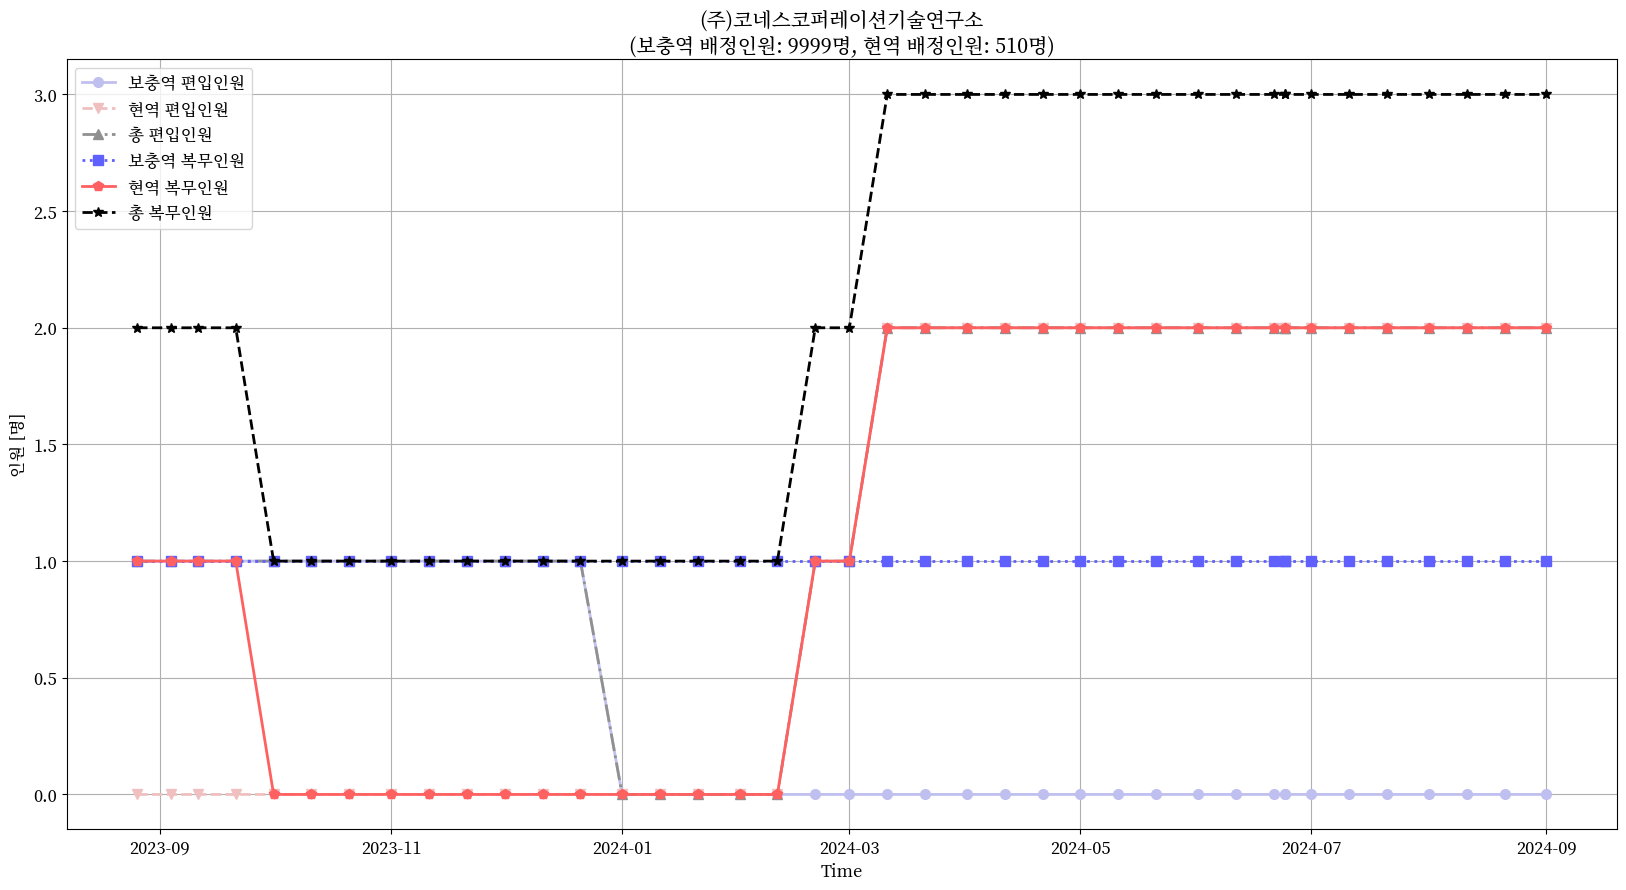 (주)코네스코퍼레이션기술연구소
(보충역 배정인원: 9999명, 현역 배정인원: 510명)
보충역 편입인원
현역 편입인원
총 편입인원
보충역 복무인원
현역 복무인원
총 복무인원
인원 [명]
3.0
2.5
2.0
1.5
1.0
0.5
0.0
2023-09
2023-11
2024-01
2024-03
2024-05
2024-07
2024-09
Time